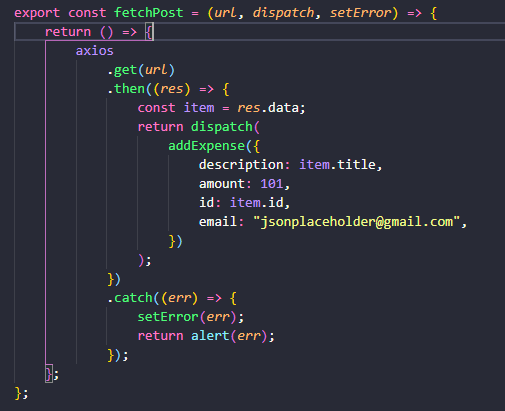 export const fetchPost = (url, dispatch, setError) => {
    return () => {
        axios
            .get(url)
            .then((res) => {
                const item = res.data;
                return dispatch(
                    addExpense({
                        description: item.title,
                        amount: 101,
                        id: item.id,
                        email: "jsonplaceholder@gmail.com",
                    })
                );
            })
            .catch((err) => {
                setError(err);
                return alert(err);
            });
    };
};